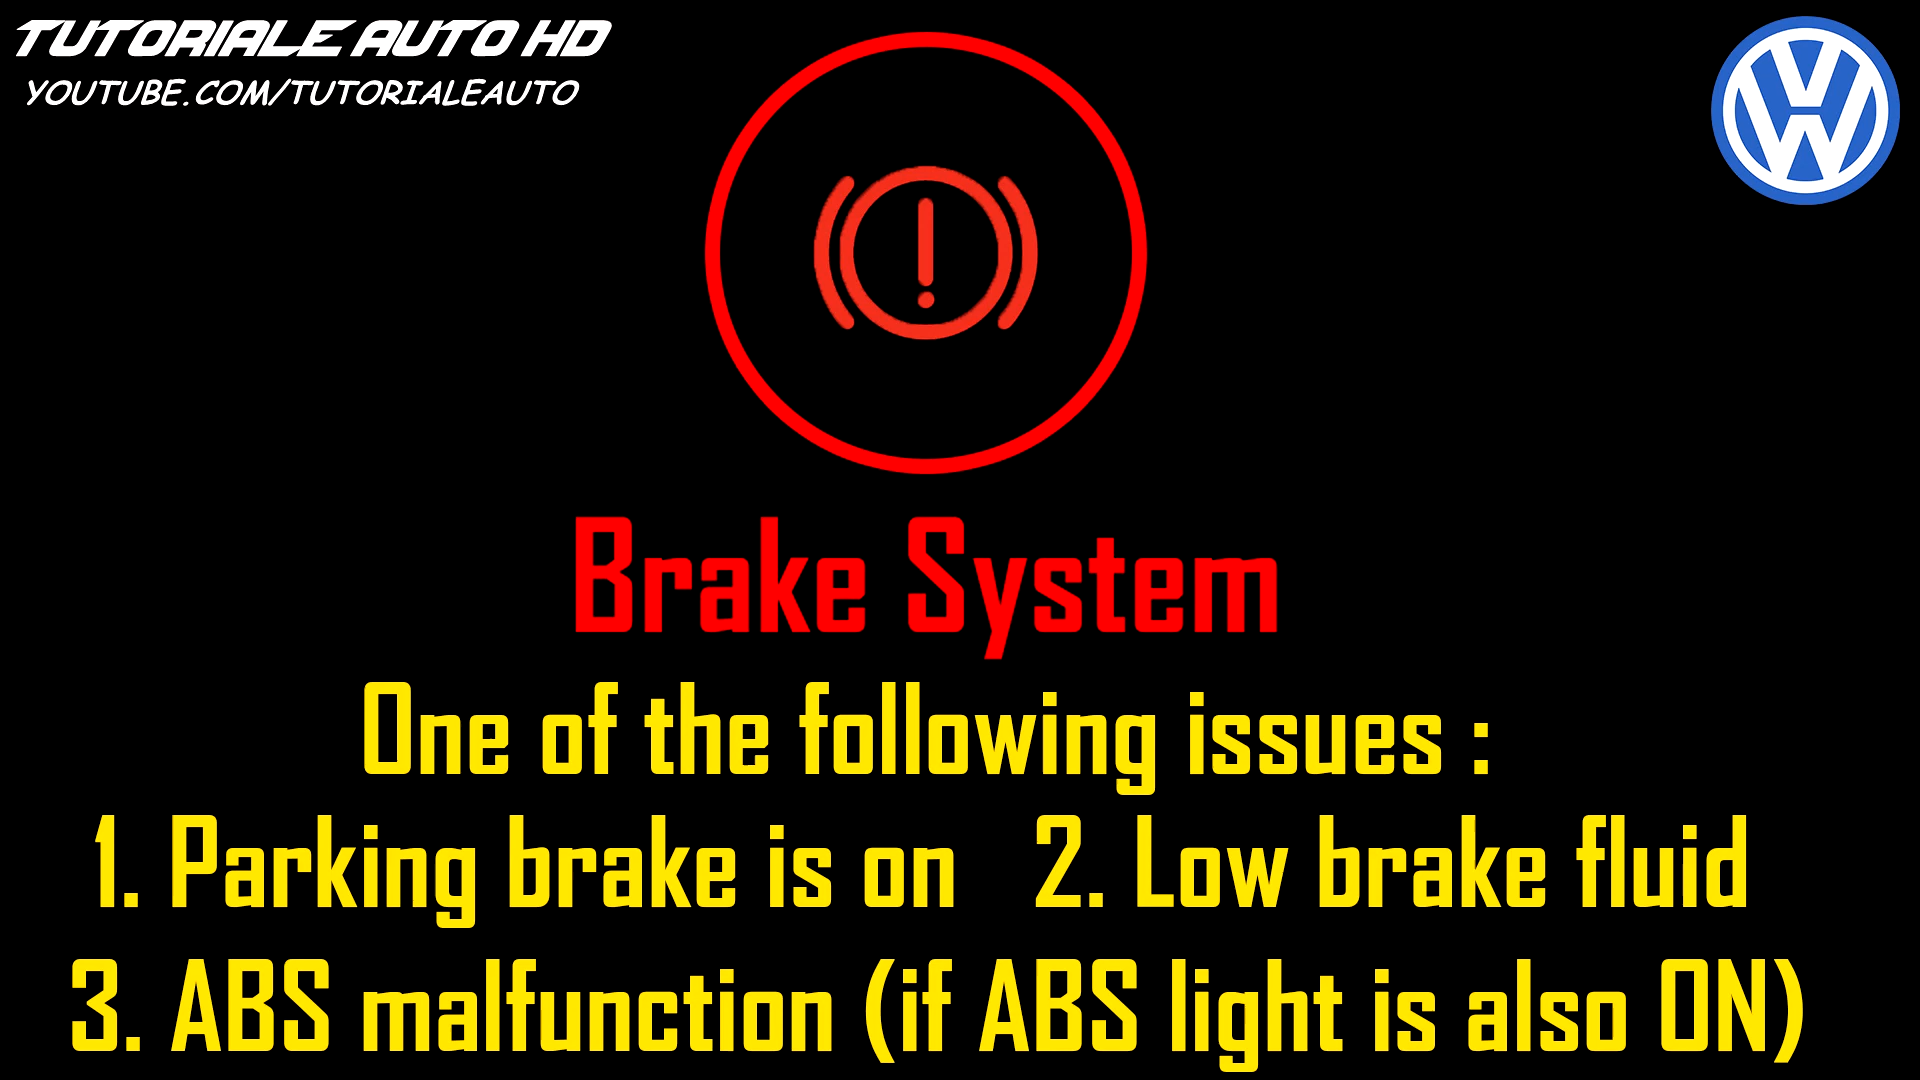 TUTORIALE AUTO HD
YOUTUBE.COM/TUTORIALEAUTO
Brake System
One of the following issues :
1. Parking brake is on 2. Low brake fluid
3. ABS malfunction (if ABS light is also ON)